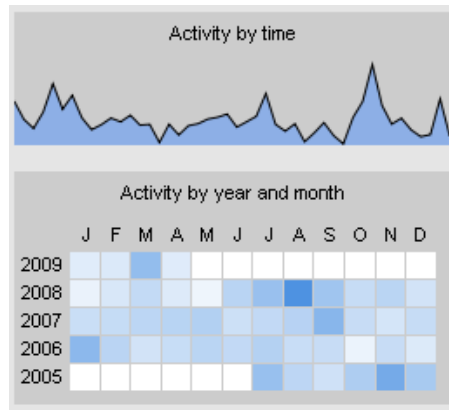 Activity by time
Activity by year and month
J F M A M J J A S O N D
2009
2008
2007
2006
2005